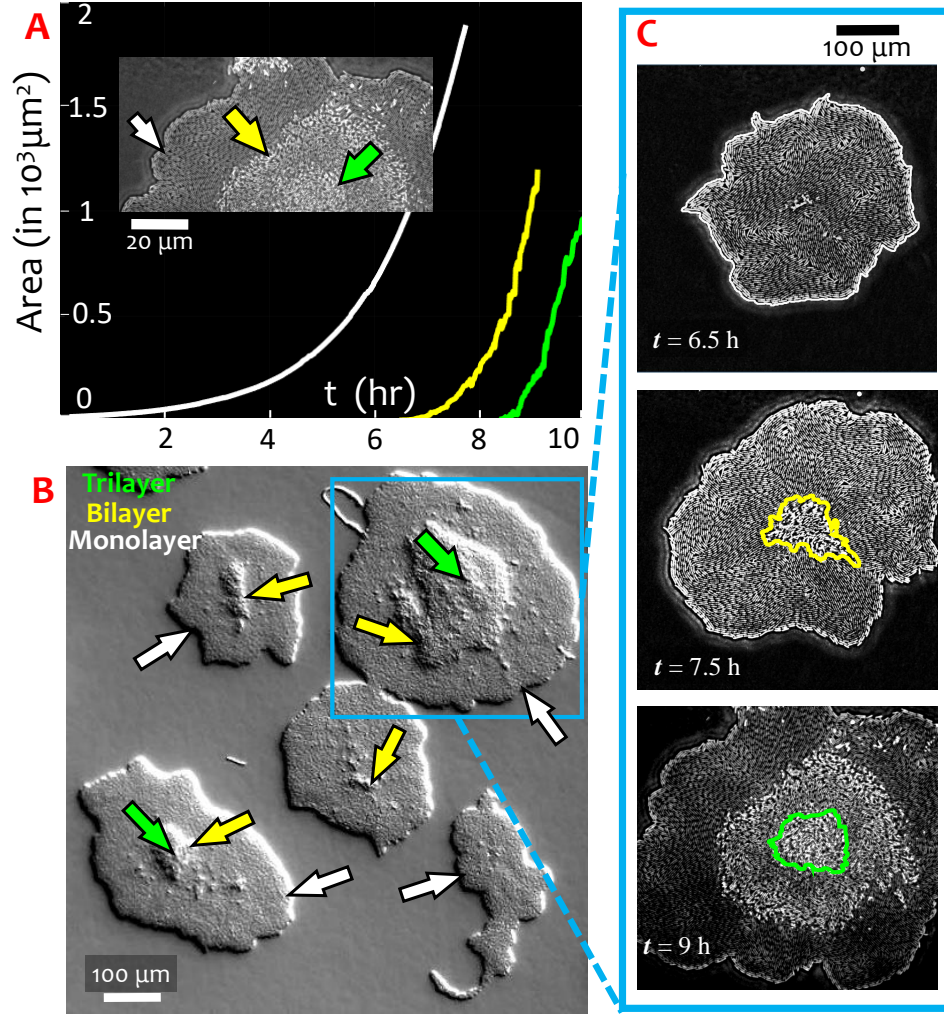 A
Area (in 10³μm²)
2
1.5
1
0.5
0
20 μm
t (hr)
2
4
6
8
10
B
Trilayer
Bilayer
Monolayer
100 μm
C
100 μm
t = 6.5 h
t = 7.5 h
t = 9 h